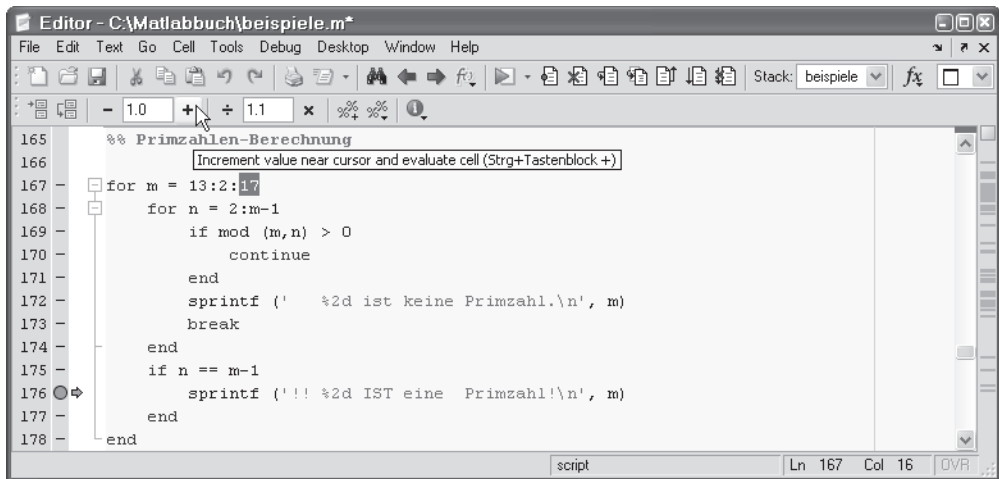 Editor - C:\Matlabbuch\beispiele.m*
File Edit Text Go Cell Tools Debug Desktop Window Help
Stack: beispiele fx
- 1.0 + ÷ 1.1 ×
165 %% Primzahlen-Berechnung
Increment value near cursor and evaluate cell (Strg+Tastenblock +)
166
167 - for m = 13:2:17
168 - for n = 2:m-1
169 - if mod (m,n) > 0
170 - continue
171 - end
172 - sprintf ('   %2d ist keine Primzahl.\n', m)
173 - break
174 - end
175 - if n == m-1
176 sprintf ('!! %2d IST eine  Primzahl!\n', m)
177 - end
178 - end
script Ln 167 Col 16 OVR